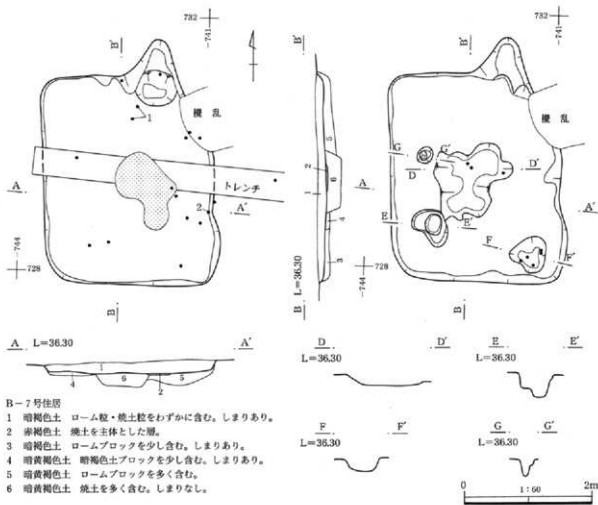 732
-741
B′
1
攪乱
トレンチ
A
A′
2
-744
728
B
B′
5
2
6
1
4
3
B
L=36.30
732
-741
攪乱
G
G′
D
D′
A
A′
E
E′
F
F′
-744
728
B
A L=36.30 A′
1
4
6
2
5
D D′
L=36.30
E E′
L=36.30
F F′
L=36.30
G G′
L=36.30
B-7号住居
1 暗褐色土 ローム粒・焼土粒をわずかに含む。しまりあり。
2 赤褐色土 焼土を主体とした層。
3 暗褐色土 ロームブロックを少し含む。しまりあり。
4 暗黄褐色土 暗褐色土ブロックを少し含む。しまりあり。
5 暗黄褐色土 ロームブロックを多く含む。
6 暗黄褐色土 焼土を多く含む。しまりなし。
0 1:60 2m